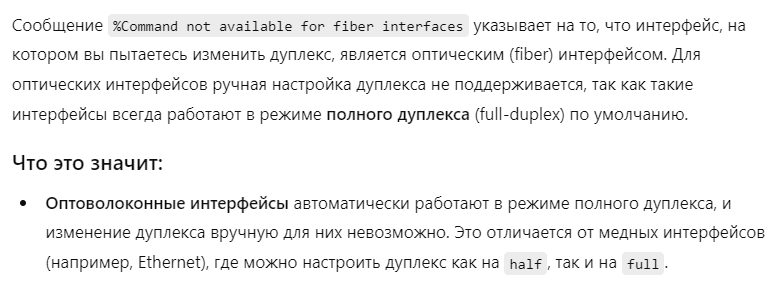 Сообщение %Command not available for fiber interfaces указывает на то, что интерфейс, на
котором вы пытаетесь изменить дуплекс, является оптическим (fiber) интерфейсом. Для
оптических интерфейсов ручная настройка дуплекса не поддерживается, так как такие
интерфейсы всегда работают в режиме полного дуплекса (full-duplex) по умолчанию.
Что это значит:
• Оптоволоконные интерфейсы автоматически работают в режиме полного дуплекса, и
изменение дуплекса вручную для них невозможно. Это отличается от медных интерфейсов
(например, Ethernet), где можно настроить дуплекс как на half, так и на full.